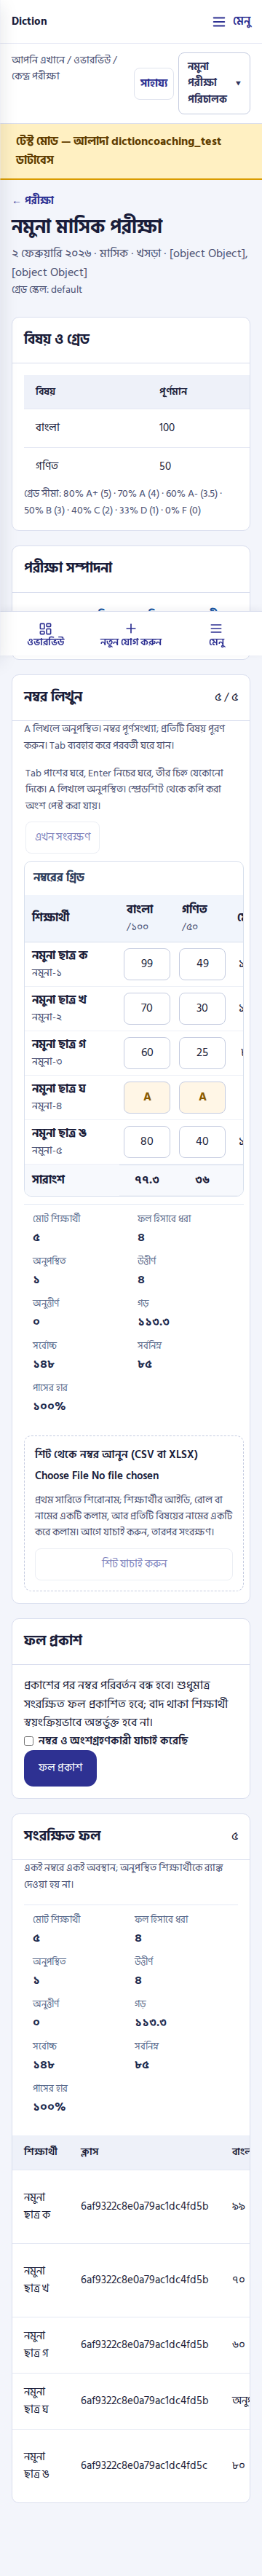 Diction
মেনু
আপনি এখানে / ওভারভিউ /
কেন্দ্র পরীক্ষা
সাহায্য
নমুনা
পরীক্ষা
পরিচালক
টেস্ট মোড — আলাদা dictioncoaching_test
ডাটাবেস
← পরীক্ষা
নমুনা মাসিক পরীক্ষা
২ ফেব্রুয়ারি ২০২৬ · মাসিক · খসড়া · [object Object],
[object Object]
গ্রেড স্কেল: default
বিষয় ও গ্রেড
বিষয় পূর্ণমান
বাংলা 100
গণিত 50
গ্রেড সীমা: 80% A+ (5) · 70% A (4) · 60% A- (3.5) ·
50% B (3) · 40% C (2) · 33% D (1) · 0% F (0)
পরীক্ষা সম্পাদনা
ওভারভিউ
নতুন যোগ করুন
মেনু
নম্বর লিখুন ৫ / ৫
A লিখলে অনুপস্থিত। নম্বর পূর্ণসংখ্যা; প্রতিটি বিষয় পূরণ
করুন। Tab ব্যবহার করে পরবর্তী ঘরে যান।
Tab পাশের ঘরে, Enter নিচের ঘরে, তীর চিহ্ন যেকোনো
দিকে। A লিখলে অনুপস্থিত। স্প্রেডশিট থেকে কপি করা
অংশ পেস্ট করা যায়।
এখন সংরক্ষণ
নম্বরের গ্রিড
শিক্ষার্থী বাংলা গণিত
/১০০ /৫০
নমুনা ছাত্র ক 99 49
নমুনা-১
নমুনা ছাত্র খ 70 30
নমুনা-২
নমুনা ছাত্র গ 60 25
নমুনা-৩
নমুনা ছাত্র ঘ A A
নমুনা-৪
নমুনা ছাত্র ঙ 80 40
নমুনা-৫
সারাংশ ৭৭.৩ ৩৬
মোট শিক্ষার্থী ফল হিসাবে ধরা
৫ ৪
অনুপস্থিত উত্তীর্ণ
১ ৪
অনুত্তীর্ণ গড়
০ ১১৩.৩
সর্বোচ্চ সর্বনিম্ন
১৪৮ ৮৫
পাসের হার
১০০%
শিট থেকে নম্বর আনুন (CSV বা XLSX)
Choose File No file chosen
প্রথম সারিতে শিরোনাম; শিক্ষার্থীর আইডি, রোল বা
নামের একটি কলাম, আর প্রতিটি বিষয়ের নামের একটি
করে কলাম। আগে যাচাই করুন, তারপর সংরক্ষণ।
শিট যাচাই করুন
ফল প্রকাশ
প্রকাশের পর নম্বর পরিবর্তন বন্ধ হবে। শুধুমাত্র
সংরক্ষিত ফল প্রকাশিত হবে; বাদ থাকা শিক্ষার্থী
স্বয়ংক্রিয়ভাবে অন্তর্ভুক্ত হবে না।
নম্বর ও অংশগ্রহণকারী যাচাই করেছি
ফল প্রকাশ
সংরক্ষিত ফল ৫
একই নম্বরে একই অবস্থান; অনুপস্থিত শিক্ষার্থীকে র‍্যাঙ্ক
দেওয়া হয় না।
মোট শিক্ষার্থী ফল হিসাবে ধরা
৫ ৪
অনুপস্থিত উত্তীর্ণ
১ ৪
অনুত্তীর্ণ গড়
০ ১১৩.৩
সর্বোচ্চ সর্বনিম্ন
১৪৮ ৮৫
পাসের হার
১০০%
শিক্ষার্থী ক্লাস
নমুনা
ছাত্র ক 6af9322c8e0a79ac1dc4fd5b ৯৯
নমুনা
ছাত্র খ 6af9322c8e0a79ac1dc4fd5b ৭০
নমুনা
ছাত্র গ 6af9322c8e0a79ac1dc4fd5b ৬০
নমুনা
ছাত্র ঘ 6af9322c8e0a79ac1dc4fd5b
নমুনা
ছাত্র ঙ 6af9322c8e0a79ac1dc4fd5c ৮০